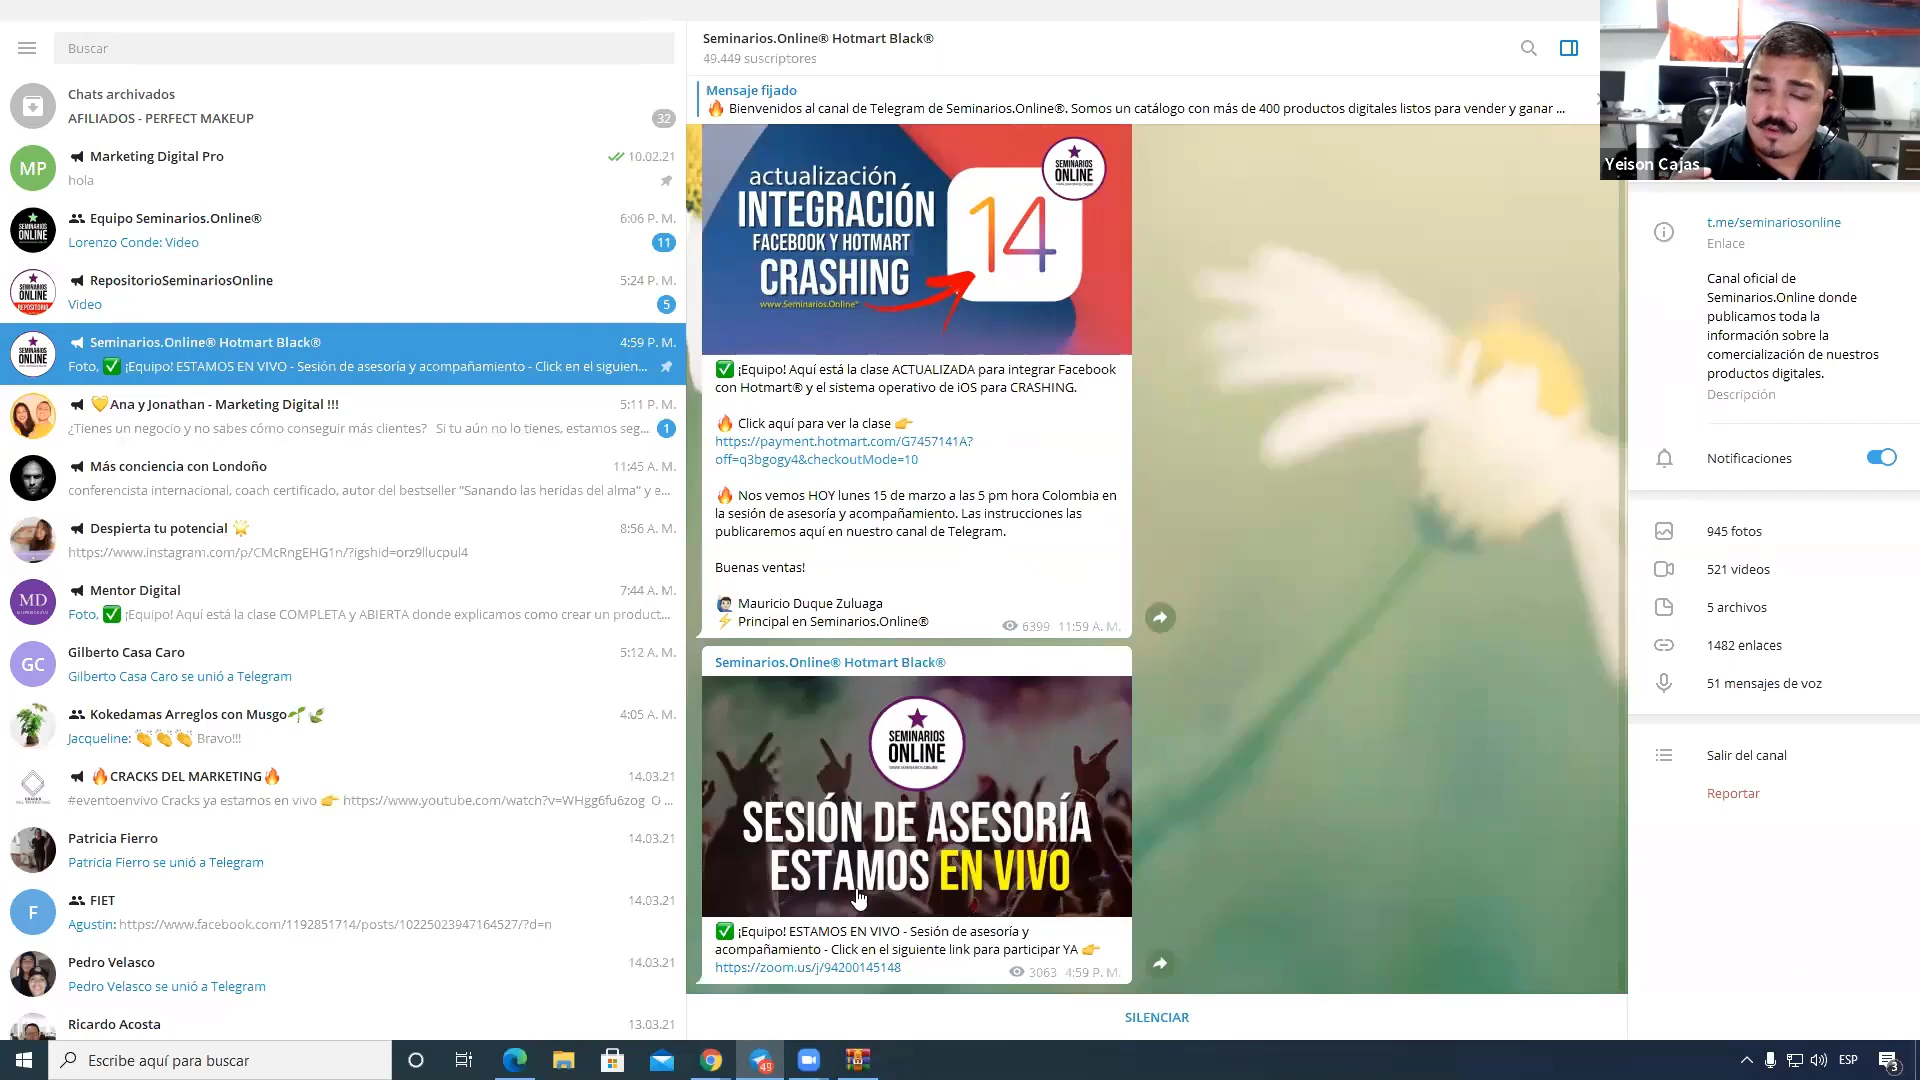 Buscar
Chats archivados
AFILIADOS - PERFECT MAKEUP
32
MP
Marketing Digital Pro
10.02.21
hola
Equipo Seminarios.Online®
6:06 P. M.
Lorenzo Conde: Video
11
RepositorioSeminariosOnline
5:24 P. M.
Video
5
Seminarios.Online® Hotmart Black®
4:59 P. M.
Foto, ✅ ¡Equipo! ESTAMOS EN VIVO - Sesión de asesoría y acompañamiento - Click en el siguien...
💛Ana y Jonathan - Marketing Digital !!!
5:11 P. M.
¿Tienes un negocio y no sabes cómo conseguir más clientes? Si tu aún no lo tienes, estamos seg...
1
Más conciencia con Londoño
11:45 A. M.
conferencista internacional, coach certificado, autor del bestseller "Sanando las heridas del alma" y e...
Despierta tu potencial 🌟
8:56 A. M.
https://www.instagram.com/p/CMcRngEHG1n/?igshid=orz9llucpul4
MD
Mentor Digital
7:44 A. M.
Foto, ✅ ¡Equipo! Aquí está la clase COMPLETA y ABIERTA donde explicamos como crear un product...
GC
Gilberto Casa Caro
5:12 A. M.
Gilberto Casa Caro se unió a Telegram
Kokedamas Arreglos con Musgo🌱🍃
4:05 A. M.
Jacqueline: 👏👏👏 Bravo!!!
🔥CRACKS DEL MARKETING🔥
14.03.21
#eventoenvivo Cracks ya estamos en vivo 👉 https://www.youtube.com/watch?v=WHgg6fu6zog O ...
Patricia Fierro
14.03.21
Patricia Fierro se unió a Telegram
F
FIET
14.03.21
Agustin: https://www.facebook.com/1192851714/posts/10225023947164527/?d=n
Pedro Velasco
14.03.21
Pedro Velasco se unió a Telegram
Ricardo Acosta
13.03.21
Seminarios.Online® Hotmart Black®
49.449 suscriptores
Mensaje fijado
🔥 Bienvenidos al canal de Telegram de Seminarios.Online®. Somos un catálogo con más de 400 productos digitales listos para vender y ganar ...
actualización
INTEGRACIÓN
FACEBOOK Y HOTMART
CRASHING
www.Seminarios.Online®
14
SEMINARIOS
ONLINE
✅ ¡Equipo! Aquí está la clase ACTUALIZADA para integrar Facebook
con Hotmart® y el sistema operativo de iOS para CRASHING.
🔥 Click aquí para ver la clase 👉
https://payment.hotmart.com/G7457141A?
off=q3bgogy4&checkoutMode=10
🔥 Nos vemos HOY lunes 15 de marzo a las 5 pm hora Colombia en
la sesión de asesoría y acompañamiento. Las instrucciones las
publicaremos aquí en nuestro canal de Telegram.
Buenas ventas!
🙋🏻‍♂️ Mauricio Duque Zuluaga
⚡ Principal en Seminarios.Online®
6399 11:59 A. M.
Seminarios.Online® Hotmart Black®
SEMINARIOS
ONLINE
SESIÓN DE ASESORÍA
ESTAMOS EN VIVO
✅ ¡Equipo! ESTAMOS EN VIVO - Sesión de asesoría y
acompañamiento - Click en el siguiente link para participar YA 👉
https://zoom.us/j/94200145148
3063 4:59 P. M.
SILENCIAR
Yeison Cajas
t.me/seminariosonline
Enlace
Canal oficial de
Seminarios.Online donde
publicamos toda la
información sobre la
comercialización de nuestros
productos digitales.
Descripción
Notificaciones
945 fotos
521 videos
5 archivos
1482 enlaces
51 mensajes de voz
Salir del canal
Reportar
Escribe aquí para buscar
49
ESP
3